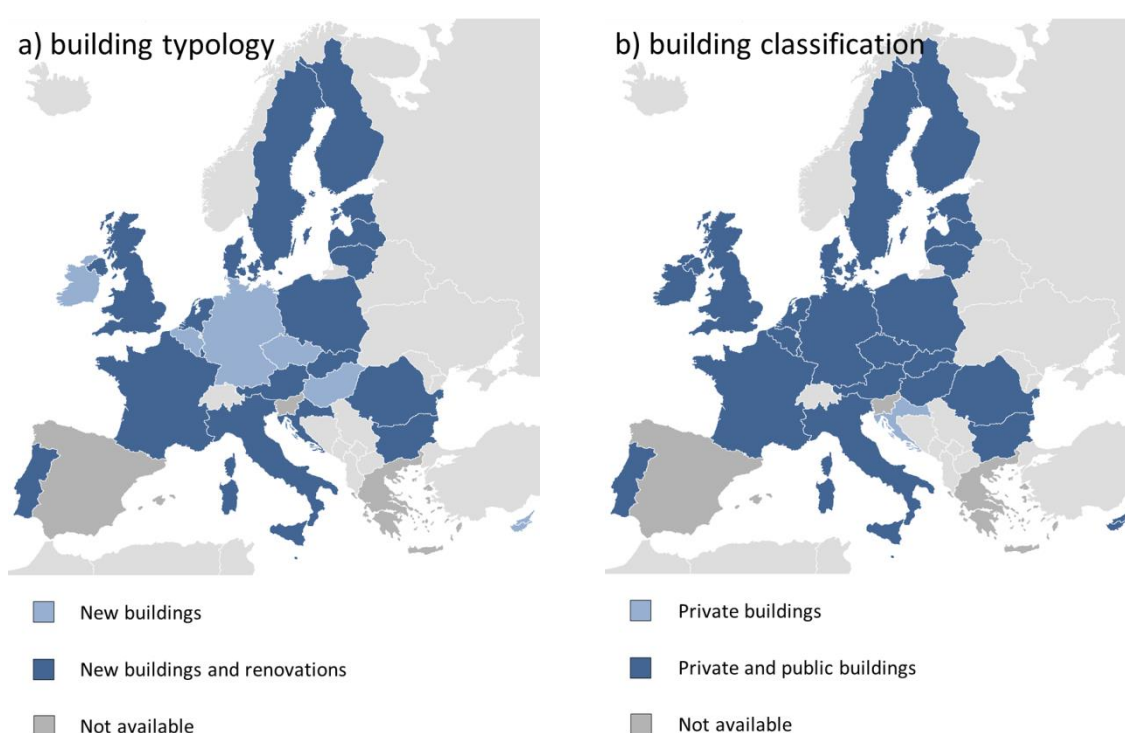 a) building typology
New buildings
New buildings and renovations
Not available
b) building classification
Private buildings
Private and public buildings
Not available